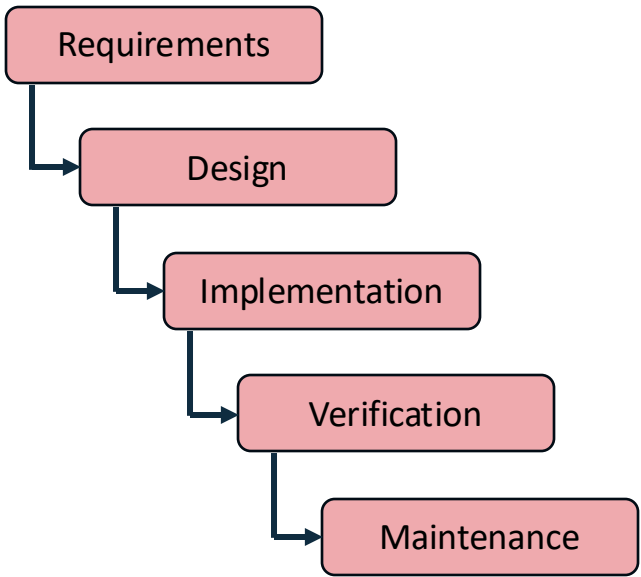 Requirements
Design
Implementation
Verification
Maintenance